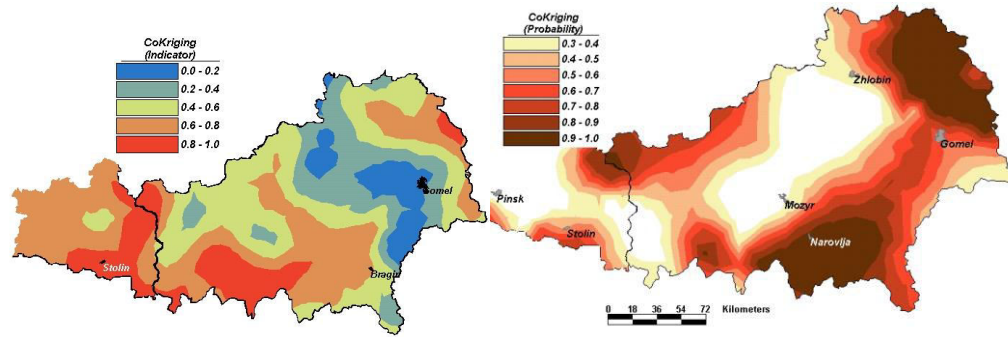 CoKriging
(Indicator)
0.0 - 0.2
0.2 - 0.4
0.4 - 0.6
0.6 - 0.8
0.8 - 1.0
Gomel
Stolin
Bragin
CoKriging
(Probability)
0.3 - 0.4
0.4 - 0.5
0.5 - 0.6
0.6 - 0.7
0.7 - 0.8
0.8 - 0.9
0.9 - 1.0
Zhlobin
Gomel
Pinsk
Mozyr
Stolin
Narovlja
0 18 36 54 72 Kilometers